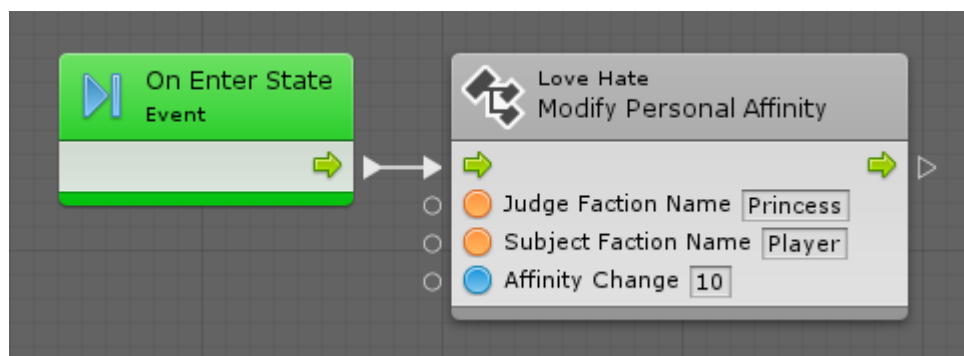 On Enter State
Event
Love Hate
Modify Personal Affinity
Judge Faction Name Princess
Subject Faction Name Player
Affinity Change 10